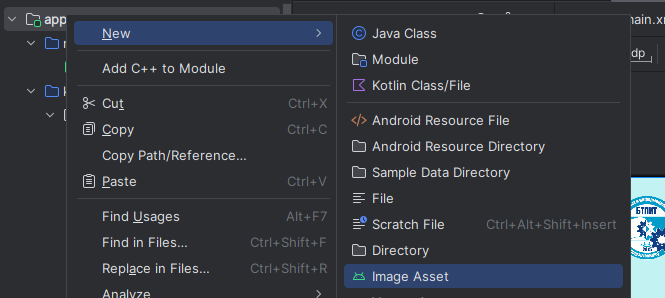 app
New
Add C++ to Module
Cut Ctrl+X
Copy Ctrl+C
Copy Path/Reference...
Paste Ctrl+V
Find Usages Alt+F7
Find in Files... Ctrl+Shift+F
Replace in Files... Ctrl+Shift+R
Analyze
Java Class
Module
Kotlin Class/File
Android Resource File
Android Resource Directory
Sample Data Directory
File
Scratch File Ctrl+Alt+Shift+Insert
Directory
Image Asset
main.x
dp
БТПИТ